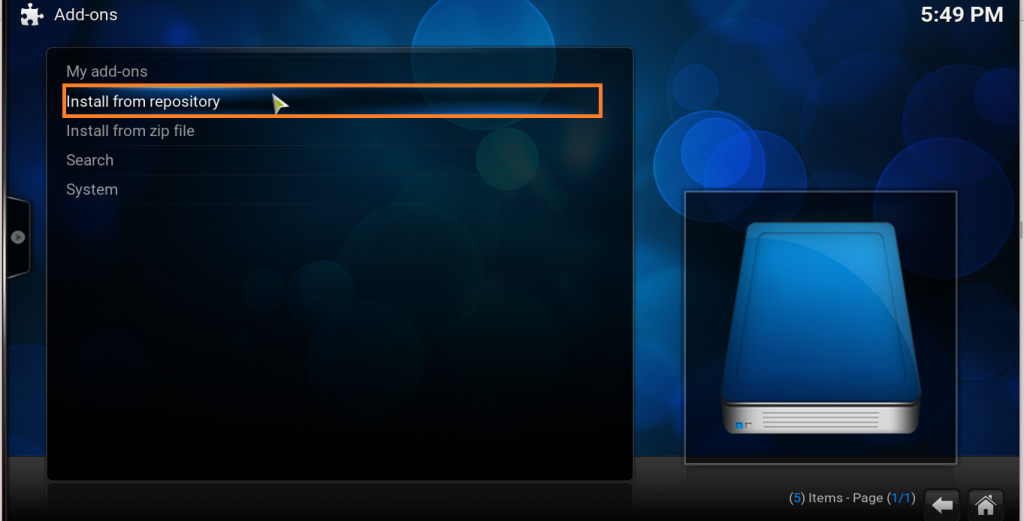 Add-ons
5:49 PM
My add-ons
Install from repository
Install from zip file
Search
System
(5) Items - Page (1/1)